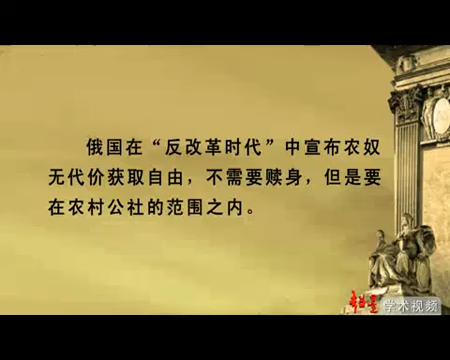 俄国在“反改革时代”中宣布农奴
无代价获取自由，不需要赎身，但是要
在农村公社的范围之内。
超星学术视频